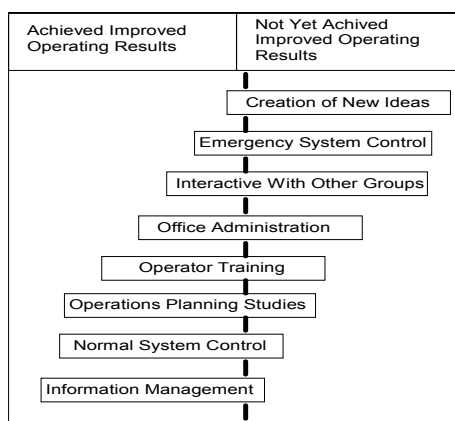 Achieved Improved
Operating Results
Not Yet Achived
Improved Operating
Results
Creation of New Ideas
Emergency System Control
Interactive With Other Groups
Office Administration
Operator Training
Operations Planning Studies
Normal System Control
Information Management